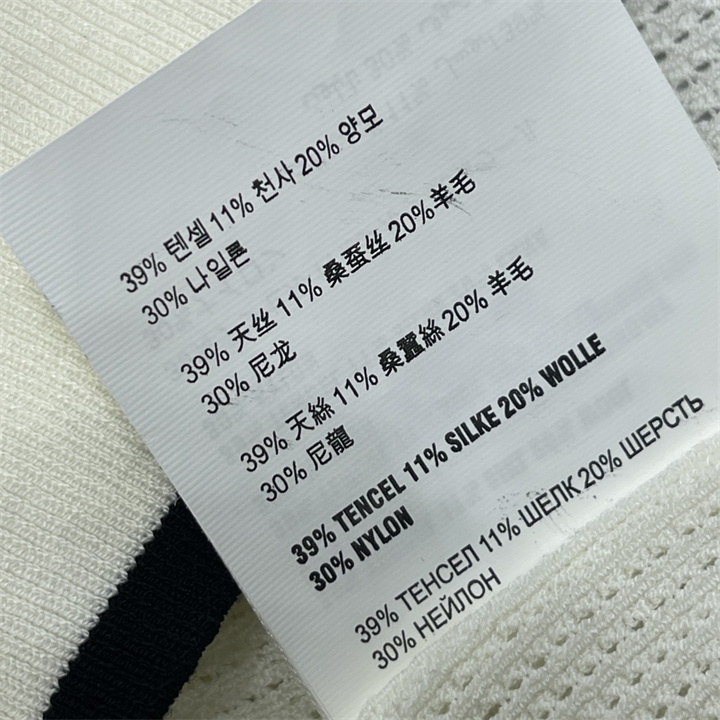 39% 텐셀 11% 천사 20% 양모
30% 나일론
39% 天丝 11% 桑蚕丝 20% 羊毛
30% 尼龙
39% 天絲 11% 桑蠶絲 20% 羊毛
30% 尼龍
39% TENCEL 11% SILKE 20% WOLLE
30% NYLON
39% ТЕНСЕЛ 11% ШЕЛК 20% ШЕРСТЬ
30% НЕЙЛОН